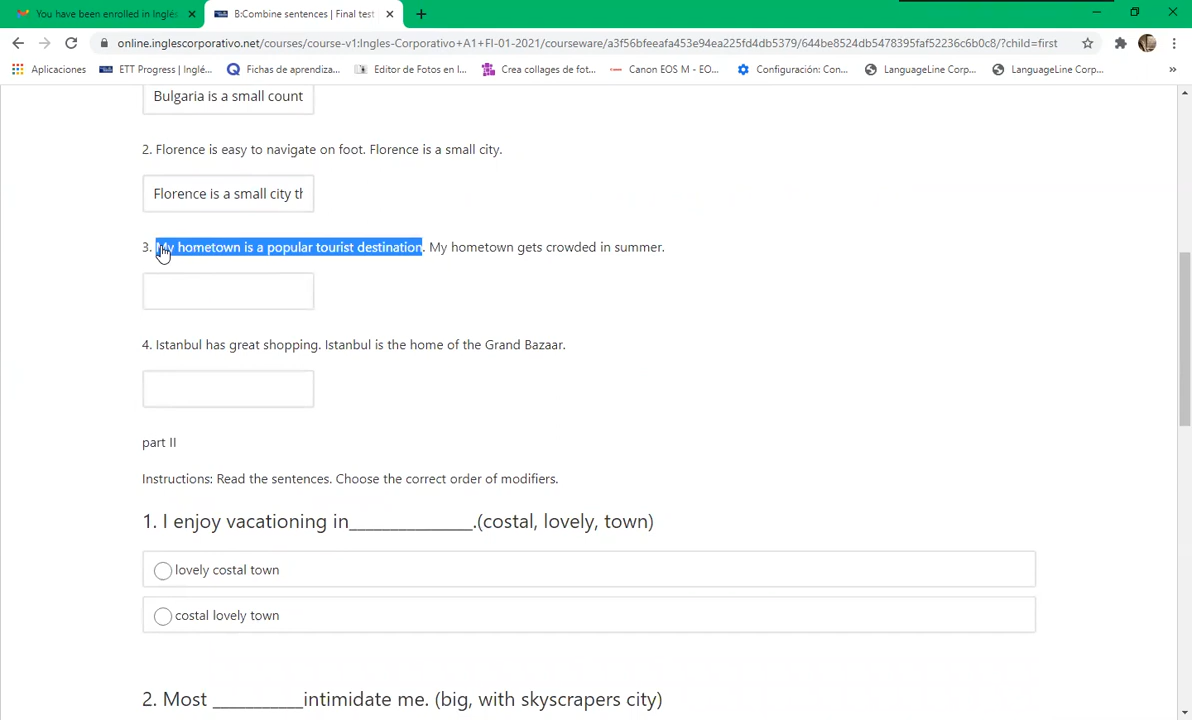 You have been enrolled in Inglés
B:Combine sentences | Final test
online.inglescorporativo.net/courses/course-v1:Ingles-Corporativo+A1+FI-01-2021/courseware/a3f56bfeeafa453e94ea225fd4db5379/644be8524db5478395faf52236c6b0c8/?child=first
Aplicaciones ETT Progress | Inglé... Fichas de aprendiza... Editor de Fotos en l... Crea collages de fot... Canon EOS M - EO... Configuración: Con... LanguageLine Corp... LanguageLine Corp... »
Bulgaria is a small count
2. Florence is easy to navigate on foot. Florence is a small city.
Florence is a small city th
3. My hometown is a popular tourist destination. My hometown gets crowded in summer.
4. Istanbul has great shopping. Istanbul is the home of the Grand Bazaar.
part II
Instructions: Read the sentences. Choose the correct order of modifiers.
1. I enjoy vacationing in______________.(costal, lovely, town)
lovely costal town
costal lovely town
2. Most __________intimidate me. (big, with skyscrapers city)